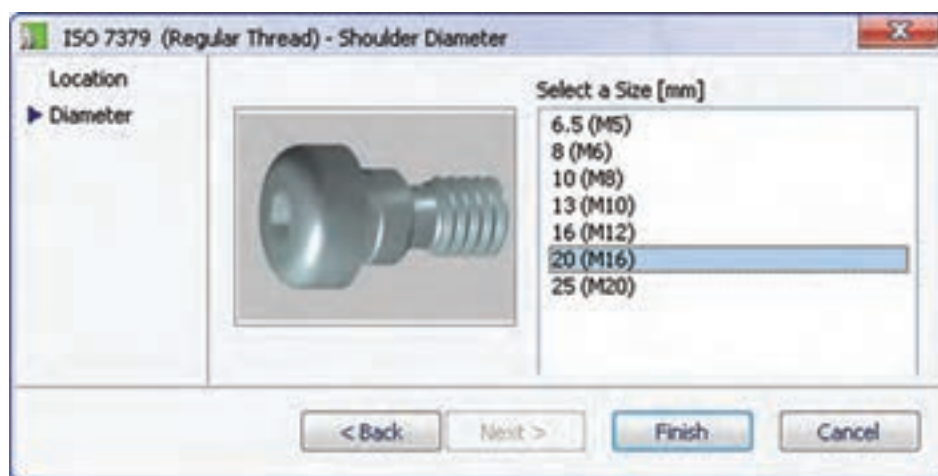 ISO 7379 (Regular Thread) - Shoulder Diameter
Location
Diameter
Select a Size [mm]
6.5 (M5)
8 (M6)
10 (M8)
13 (M10)
16 (M12)
20 (M16)
25 (M20)
< Back
Next >
Finish
Cancel